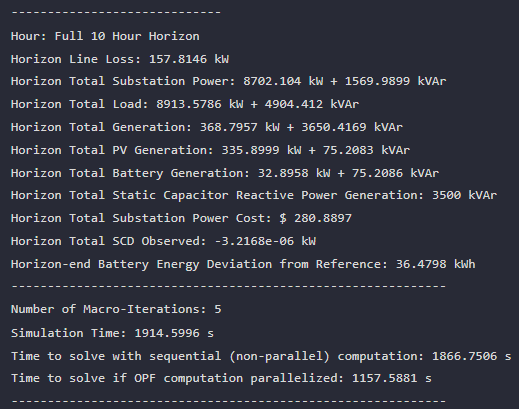 ----------------------------
Hour: Full 10 Hour Horizon
Horizon Line Loss: 157.8146 kW
Horizon Total Substation Power: 8702.104 kW + 1569.9899 kVAr
Horizon Total Load: 8913.5786 kW + 4904.412 kVAr
Horizon Total Generation: 368.7957 kW + 3650.4169 kVAr
Horizon Total PV Generation: 335.8999 kW + 75.2083 kVAr
Horizon Total Battery Generation: 32.8958 kW + 75.2086 kVAr
Horizon Total Static Capacitor Reactive Power Generation: 3500 kVAr
Horizon Total Substation Power Cost: $ 280.8897
Horizon Total SCD Observed: -3.2168e-06 kW
Horizon-end Battery Energy Deviation from Reference: 36.4798 kWh
----------------------------------------------------------
Number of Macro-Iterations: 5
Simulation Time: 1914.5996 s
Time to solve with sequential (non-parallel) computation: 1866.7506 s
Time to solve if OPF computation parallelized: 1157.5881 s
----------------------------------------------------------